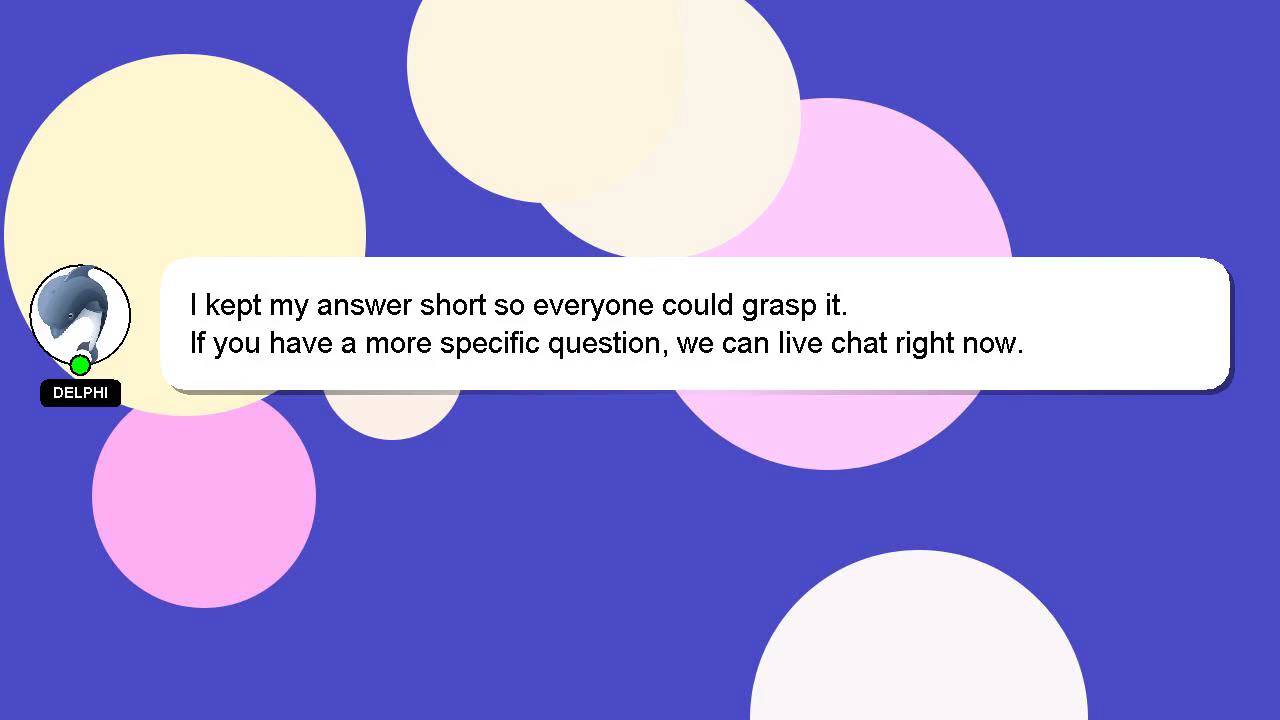 I kept my answer short so everyone could grasp it.
If you have a more specific question, we can live chat right now.
DELPHI